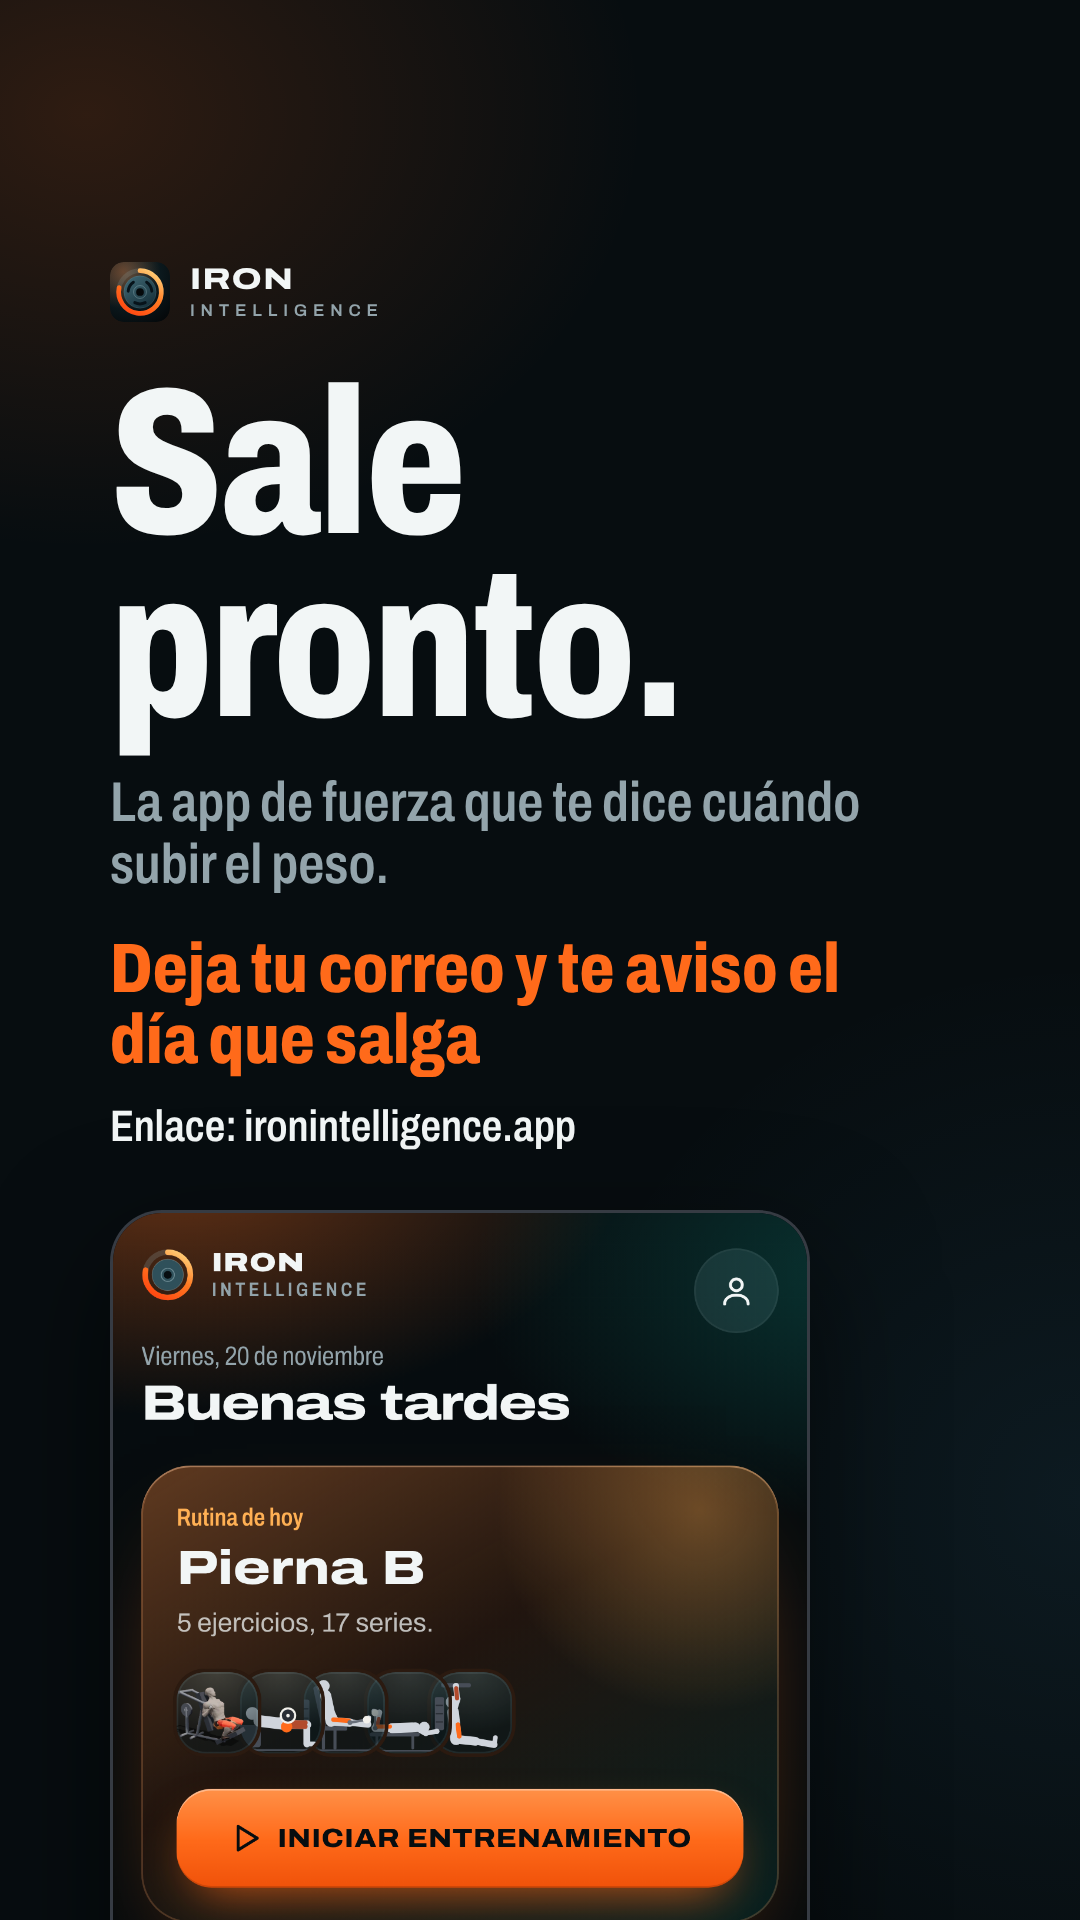 IRON
INTELLIGENCE
Sale
pronto.
La app de fuerza que te dice cuándo
subir el peso.
Deja tu correo y te aviso el
día que salga
Enlace: ironintelligence.app
IRON
INTELLIGENCE
Viernes, 20 de noviembre
Buenas tardes
Rutina de hoy
Pierna B
5 ejercicios, 17 series.
INICIAR ENTRENAMIENTO